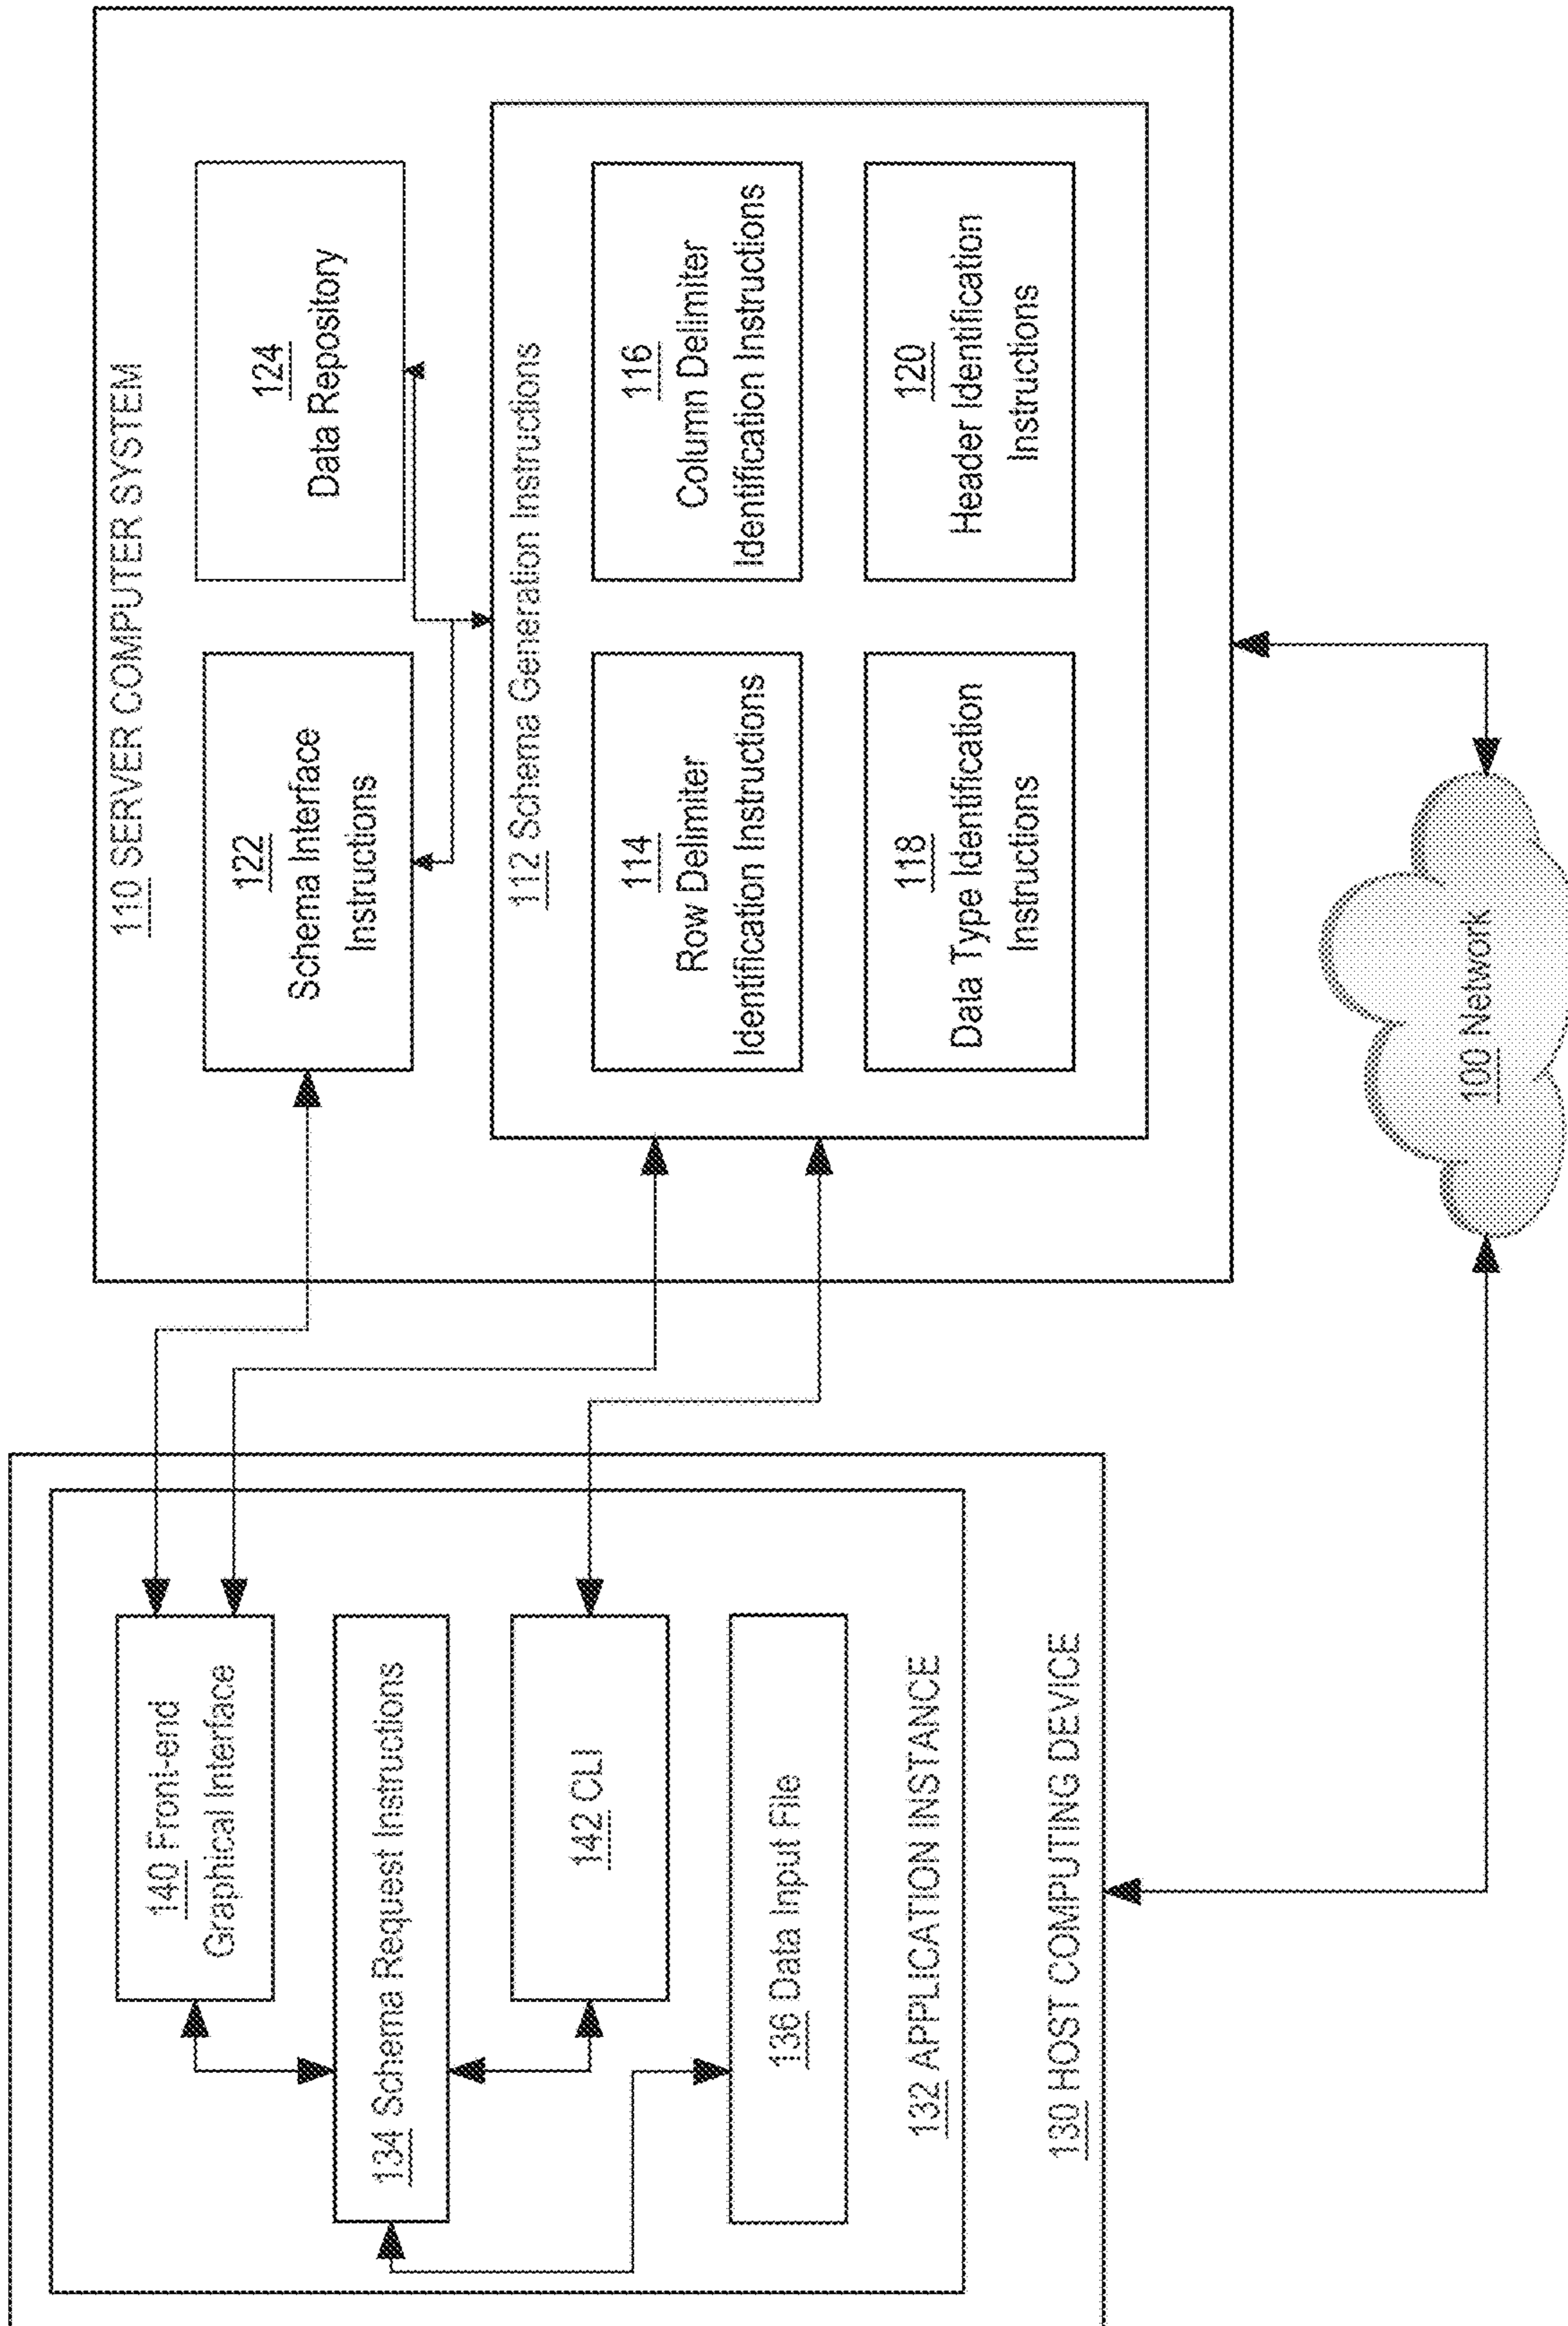 140 Front-end
Graphical Interface
134 Schema Request Instructions
142 CLI
136 Data Input File
132 APPLICATION INSTANCE
130 HOST COMPUTING DEVICE
110 SERVER COMPUTER SYSTEM
122
Schema Interface
Instructions
124
Data Repository
112 Schema Generation Instructions
114
Row Delimiter
Identification Instructions
116
Column Delimiter
Identification Instructions
118
Data Type Identification
Instructions
120
Header Identification
Instructions
100 Network